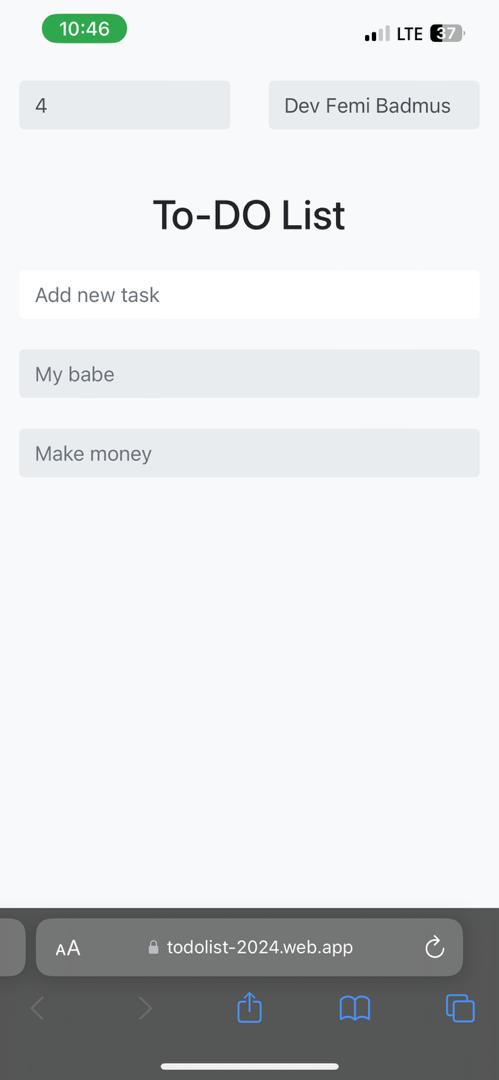 10:46
LTE 37
4
Dev Femi Badmus
To-DO List
Add new task
My babe
Make money
AA
todolist-2024.web.app